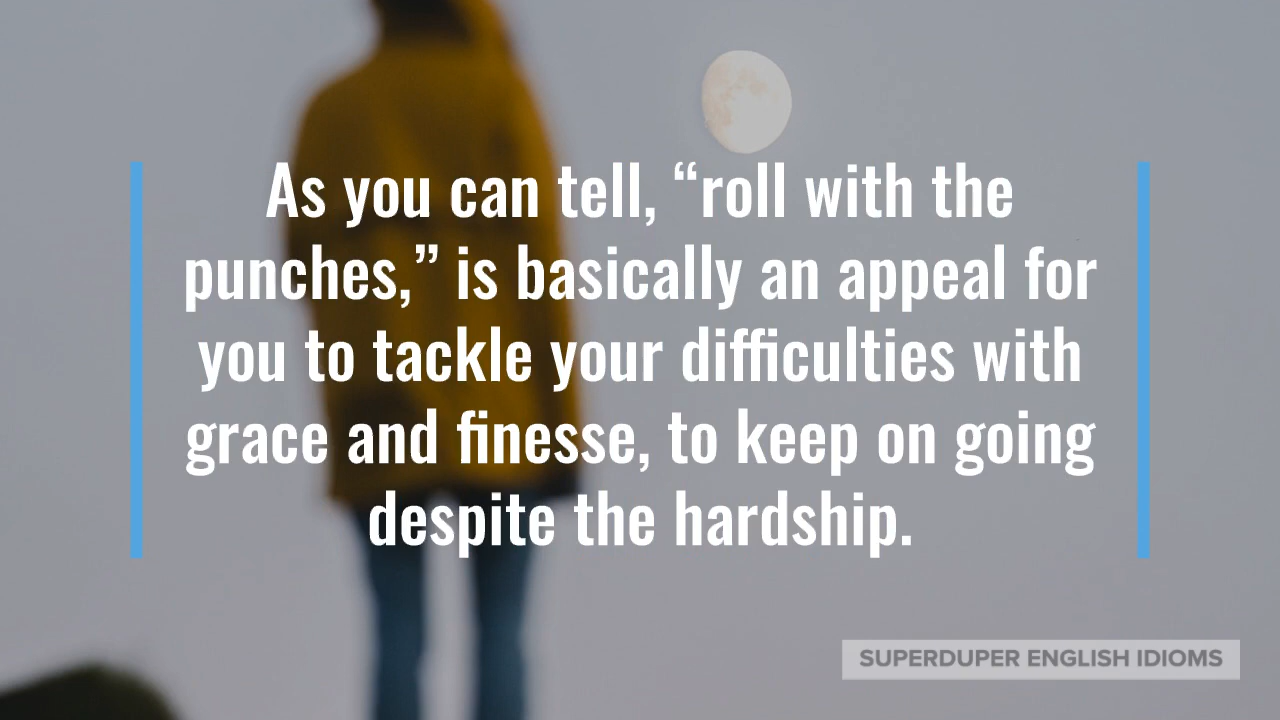 As you can tell, “roll with the
punches,” is basically an appeal for
you to tackle your difficulties with
grace and finesse, to keep on going
despite the hardship.
SUPERDUPER ENGLISH IDIOMS